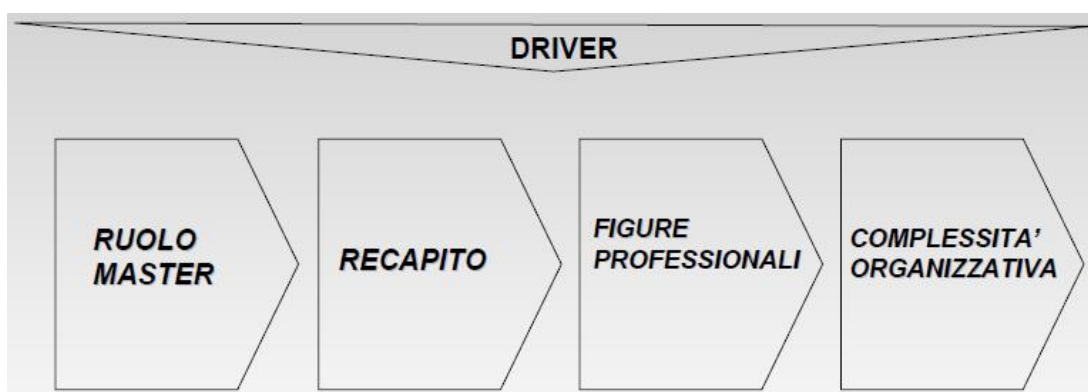 DRIVER
RUOLO
MASTER
RECAPITO
FIGURE
PROFESSIONALI
COMPLESSITA'
ORGANIZZATIVA